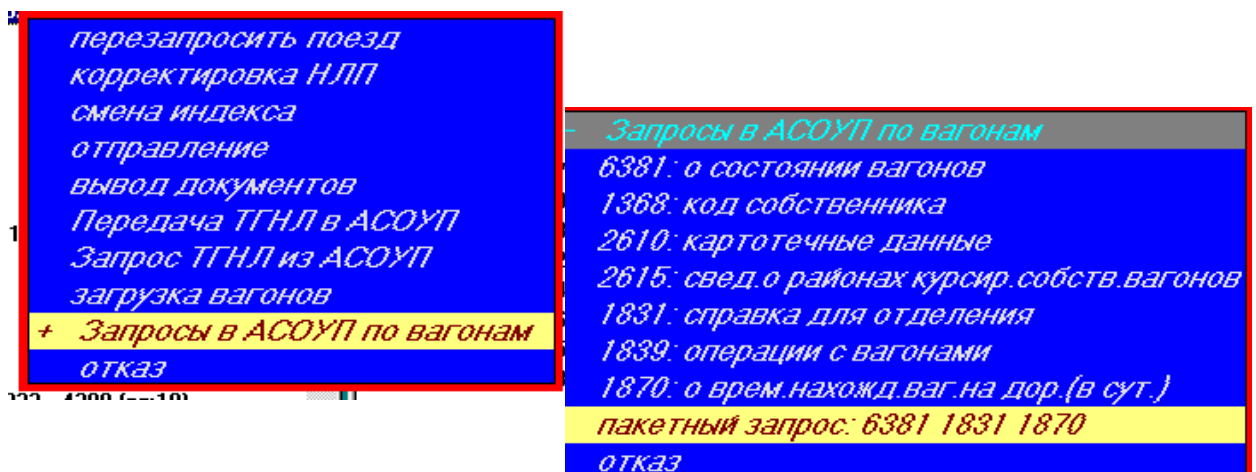 перезапросить поезд
корректировка НЛП
смена индекса
отправление
вывод документов
Передача ТГНЛ в АСОУП
Запрос ТГНЛ из АСОУП
загрузка вагонов
+ Запросы в АСОУП по вагонам
отказ
- Запросы в АСОУП по вагонам
6381: о состоянии вагонов
1368: код собственника
2610: картотечные данные
2615: свед.о районах курсир.собств.вагонов
1831: справка для отделения
1839: операции с вагонами
1870: о врем.нахожд.ваг.на дор.(в сут.)
пакетный запрос: 6381 1831 1870
отказ